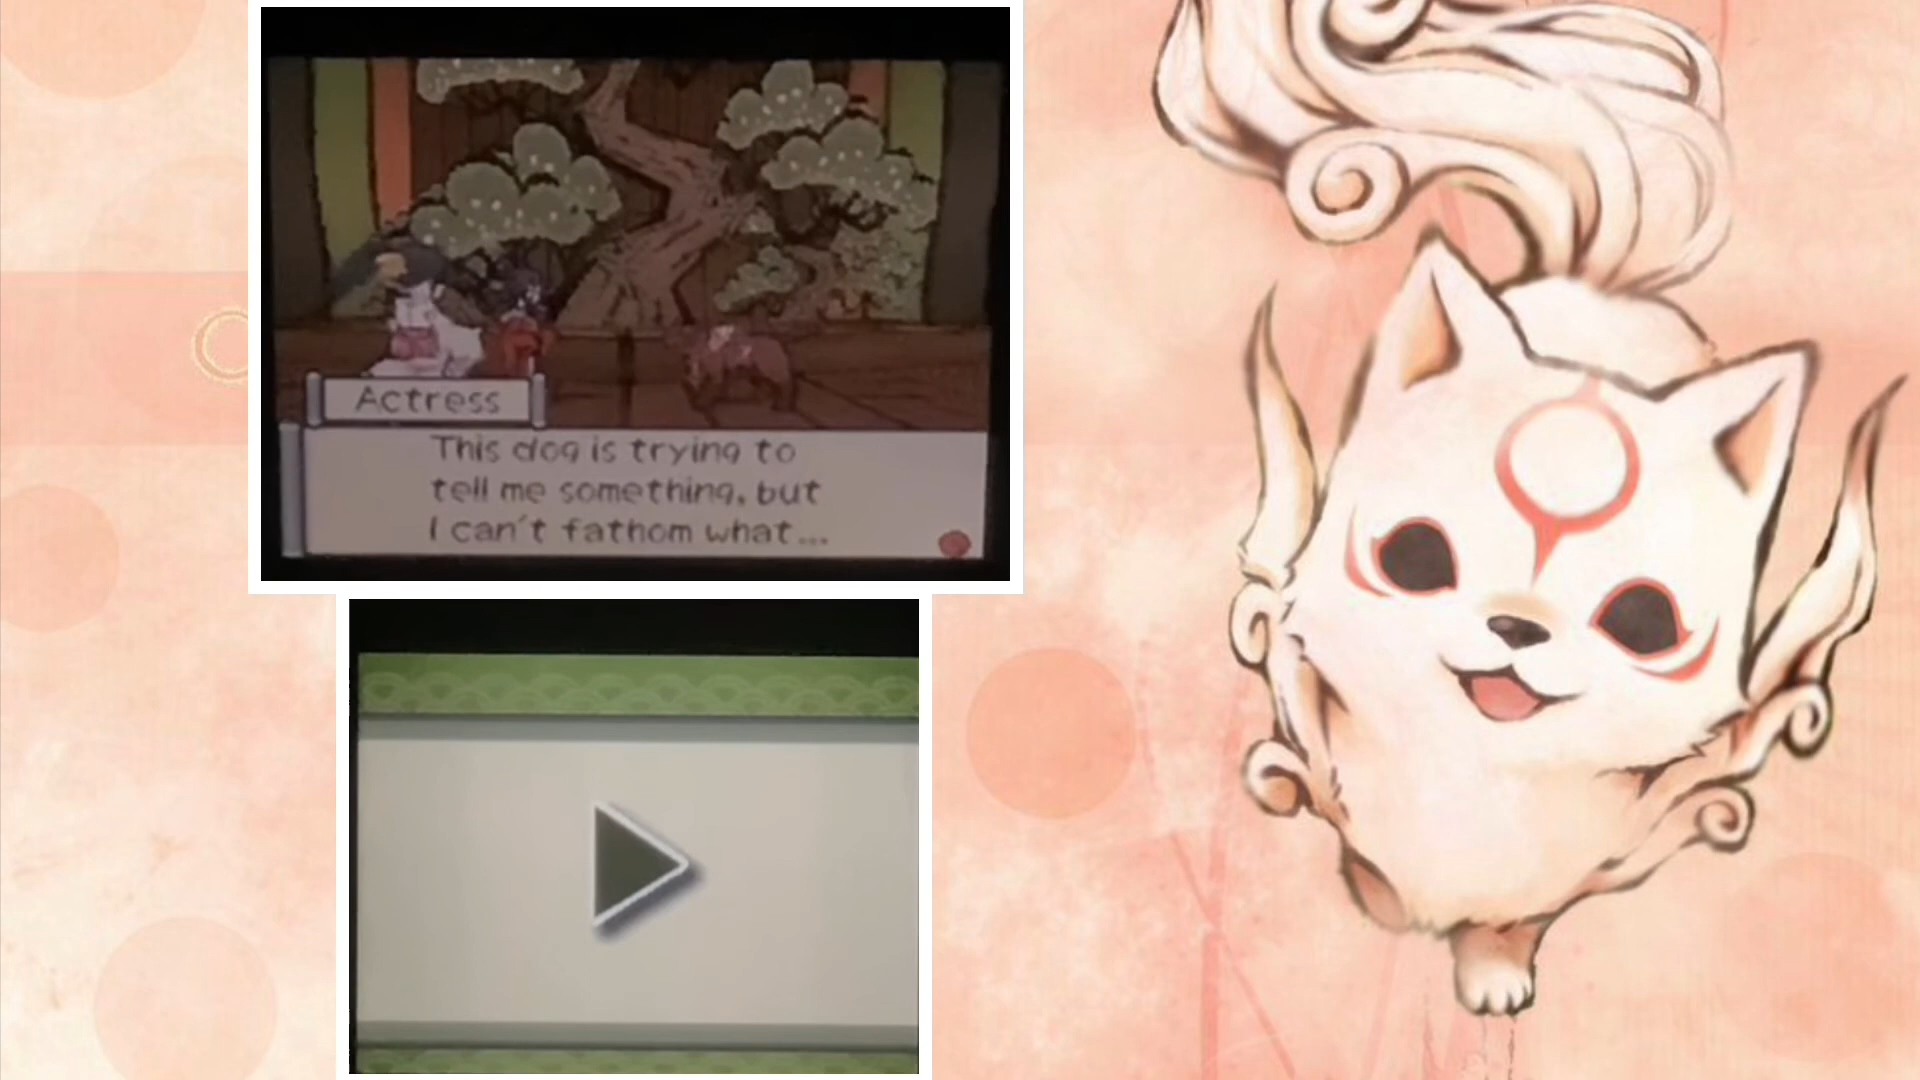 Actress
This dog is trying to
tell me something, but
I can't fathom what...